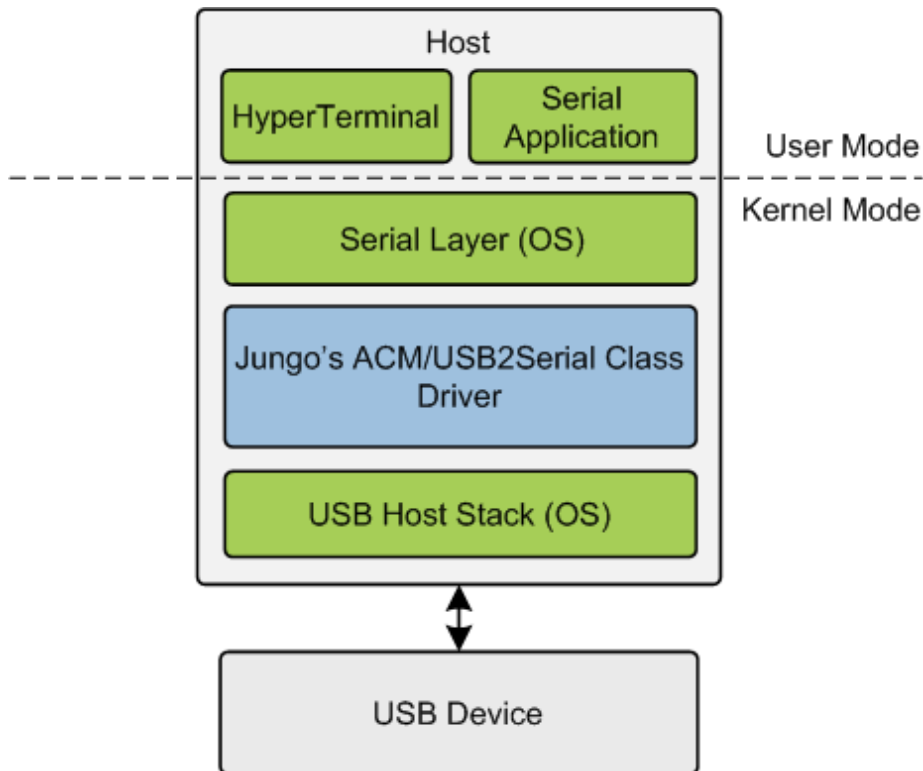 Host
HyperTerminal
Serial
Application
User Mode
Kernel Mode
Serial Layer (OS)
Jungo's ACM/USB2Serial Class
Driver
USB Host Stack (OS)
USB Device